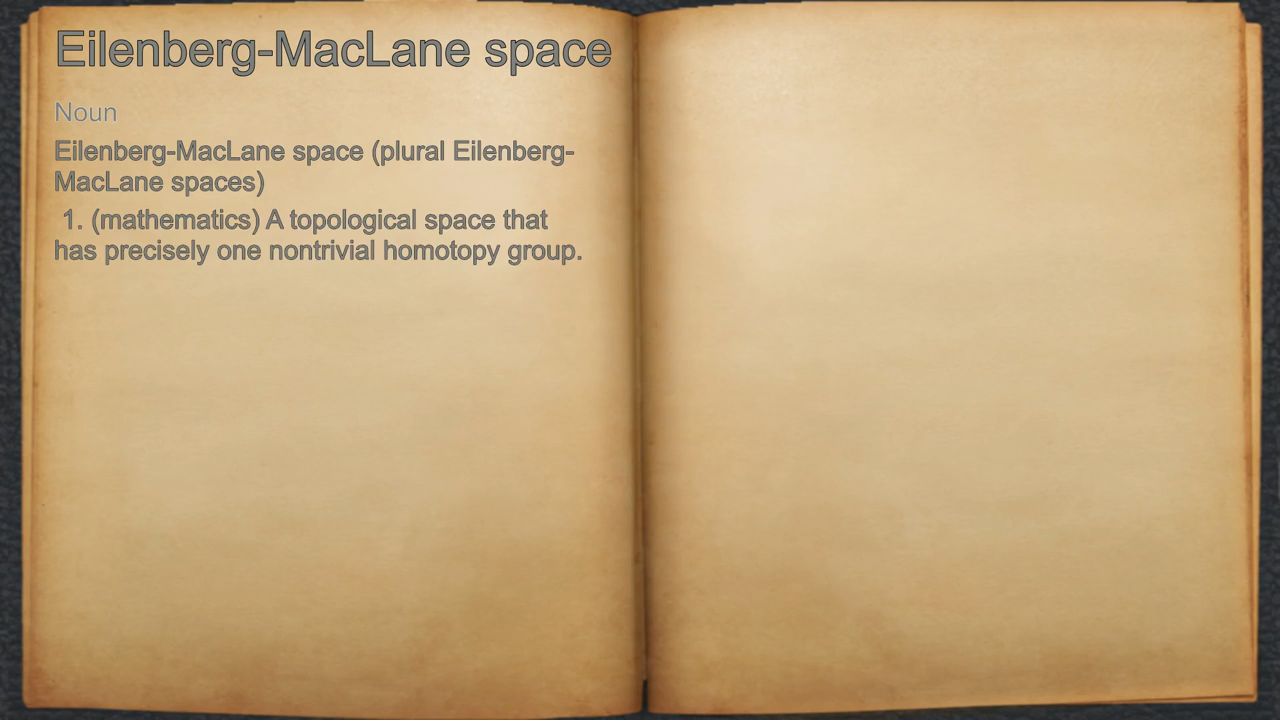 Eilenberg-MacLane space
Noun
Eilenberg-MacLane space (plural Eilenberg-
MacLane spaces)
1. (mathematics) A topological space that
has precisely one nontrivial homotopy group.